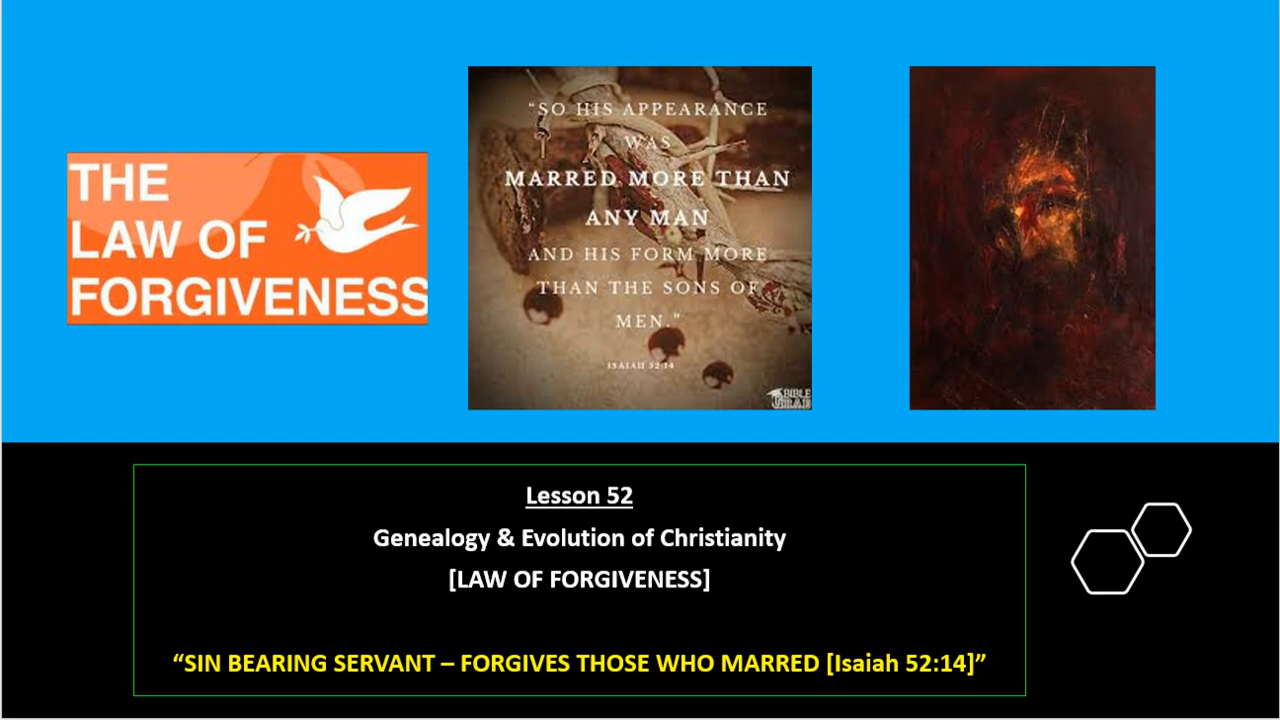 THE
LAW OF
FORGIVENESS
“SO HIS APPEARANCE
WAS
MARRED MORE THAN
ANY MAN
AND HIS FORM MORE
THAN THE SONS OF
MEN.”
ISAIAH 52:14
BIBLE
GRAB
Lesson 52
Genealogy & Evolution of Christianity
[LAW OF FORGIVENESS]
“SIN BEARING SERVANT – FORGIVES THOSE WHO MARRED [Isaiah 52:14]”